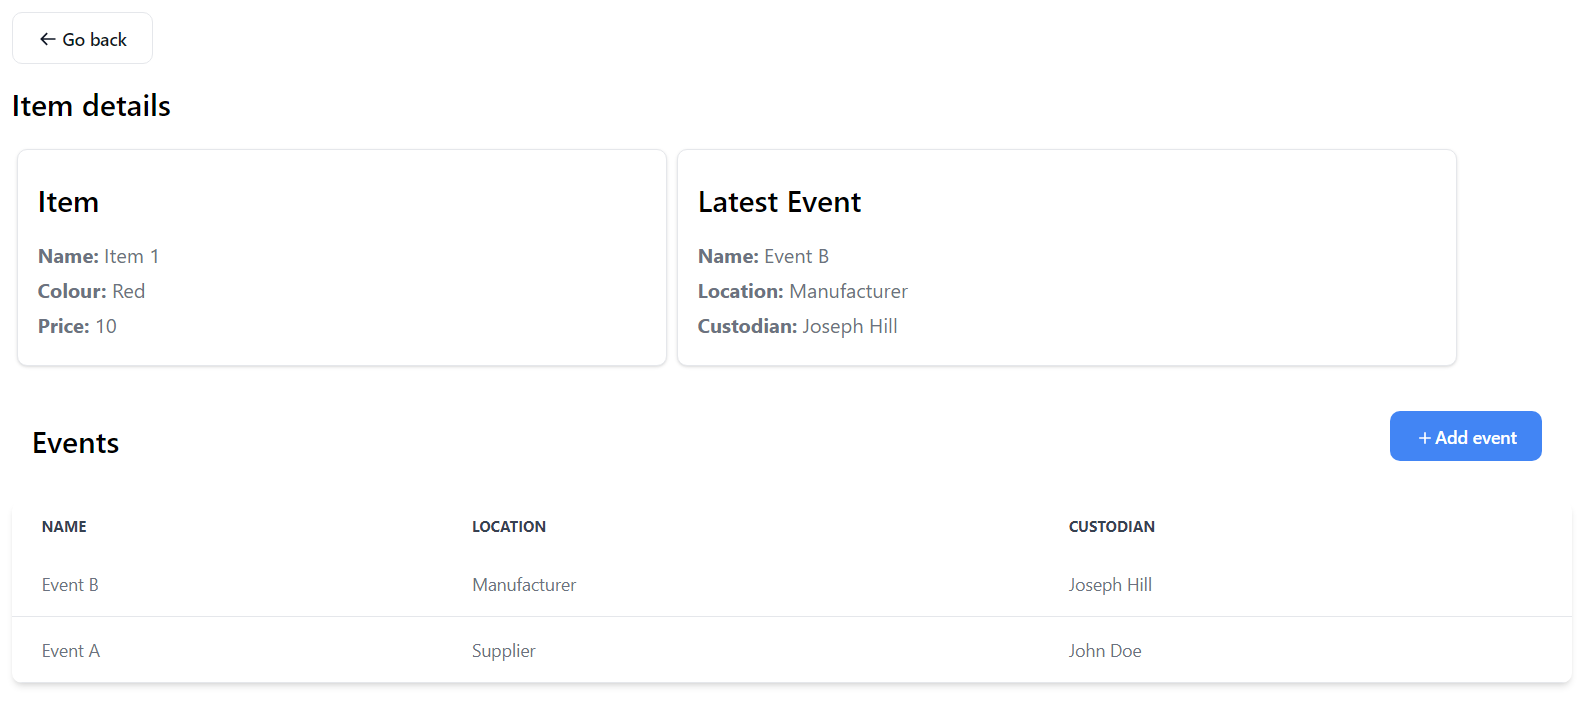 ← Go back
Item details
Item
Name: Item 1
Colour: Red
Price: 10
Latest Event
Name: Event B
Location: Manufacturer
Custodian: Joseph Hill
Events
+ Add event
NAME LOCATION CUSTODIAN
Event B Manufacturer Joseph Hill
Event A Supplier John Doe